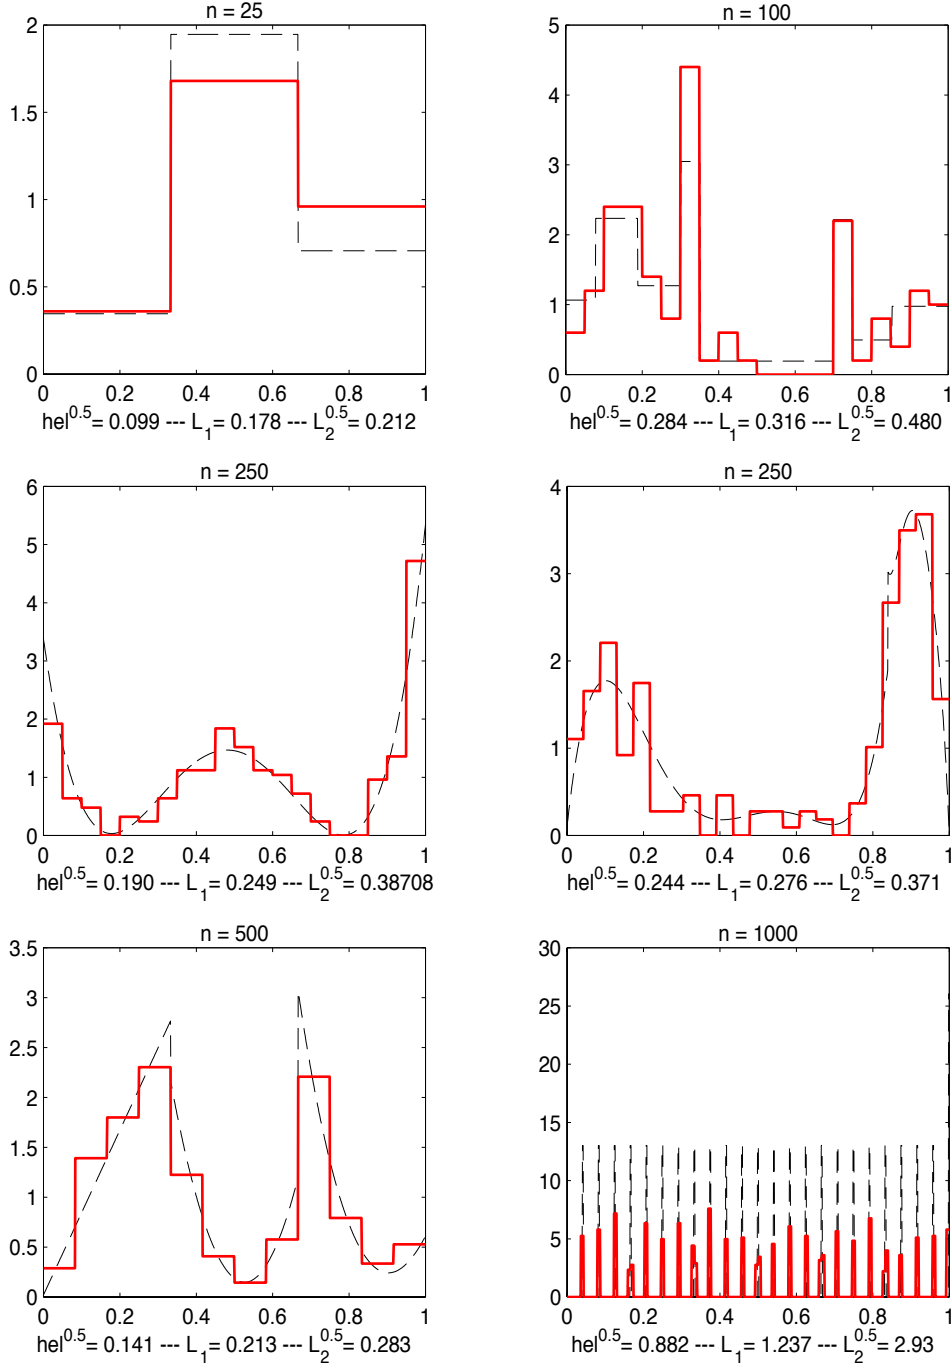 n = 25
2
1.5
1
0.5
0
0 0.2 0.4 0.6 0.8 1
hel^0.5= 0.099 --- L_1= 0.178 --- L_2^0.5= 0.212
n = 100
5
4
3
2
1
0
0 0.2 0.4 0.6 0.8 1
hel^0.5= 0.284 --- L_1= 0.316 --- L_2^0.5= 0.480
n = 250
6
5
4
3
2
1
0
0 0.2 0.4 0.6 0.8 1
hel^0.5= 0.190 --- L_1= 0.249 --- L_2^0.5= 0.38708
n = 250
4
3
2
1
0
0 0.2 0.4 0.6 0.8 1
hel^0.5= 0.244 --- L_1= 0.276 --- L_2^0.5= 0.371
n = 500
3.5
3
2.5
2
1.5
1
0.5
0
0 0.2 0.4 0.6 0.8 1
hel^0.5= 0.141 --- L_1= 0.213 --- L_2^0.5= 0.283
n = 1000
30
25
20
15
10
5
0
0 0.2 0.4 0.6 0.8 1
hel^0.5= 0.882 --- L_1= 1.237 --- L_2^0.5= 2.93